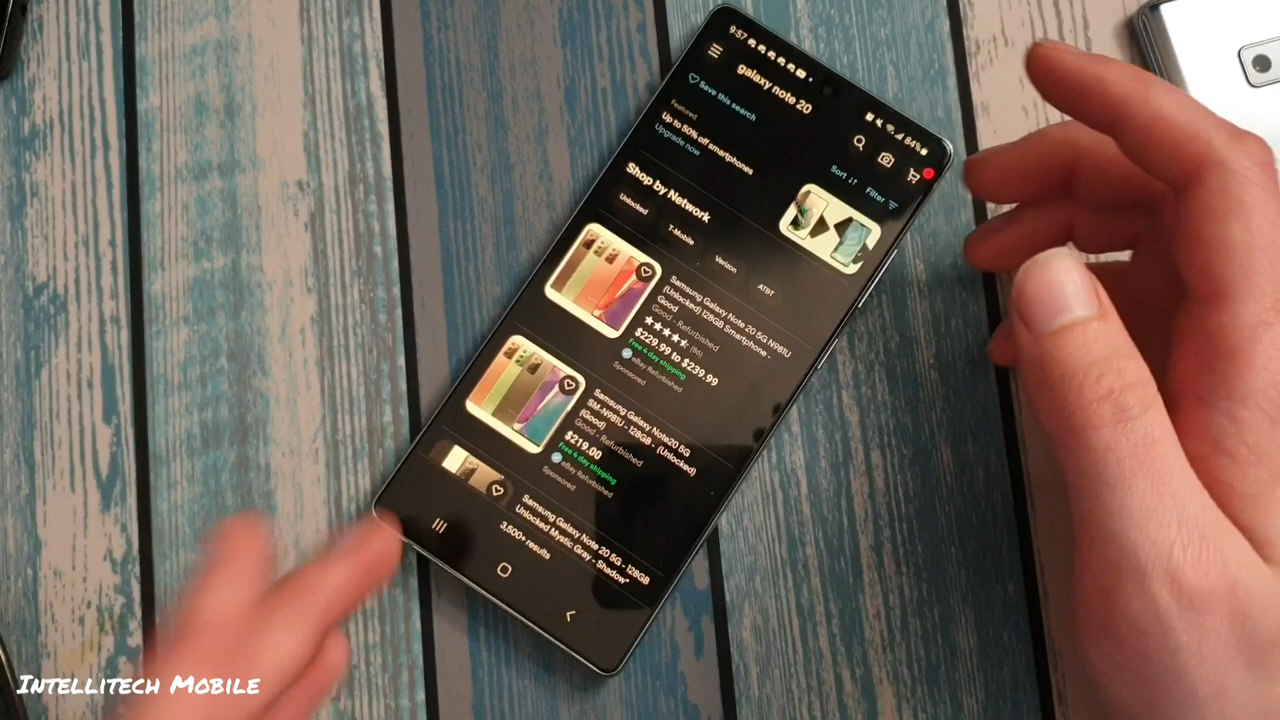 9:57
84%
galaxy note 20
Save this search
Sort
Filter
Featured
Up to 50% off smartphones
Upgrade now
Shop by Network
Unlocked
T-Mobile
Verizon
AT&T
Samsung Galaxy Note 20 5G N981U
(Unlocked) 128GB Smartphone -
Good
Good - Refurbished
(86)
$229.99 to $239.99
Free 4 day shipping
eBay Refurbished
Sponsored
Samsung Galaxy Note20 5G
SM-N981U - 128GB - (Unlocked)
(Good)
Good - Refurbished
$219.00
Free 4 day shipping
eBay Refurbished
Sponsored
Samsung Galaxy Note 20 5G - 128GB
Unlocked Mystic Gray - Shadow*
3,500+ results
Intellitech Mobile